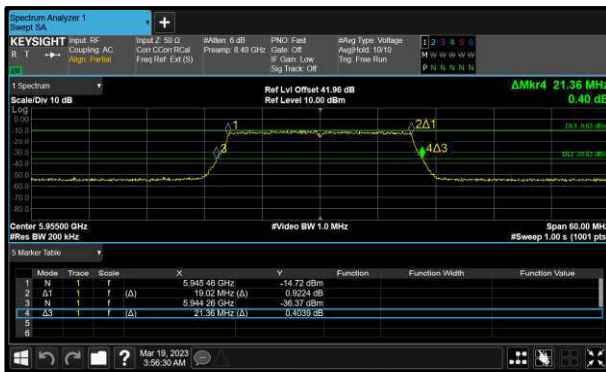 Spectrum Analyzer 1
Swept SA
+
KEYSIGHT Input: RF Input Z: 50 Ω #Atten: 6 dB PNO: Fast #Avg Type: Voltage 1 2 3 4 5 6
R T Coupling: AC Corr CCorr RCal Preamp: 8.40 GHz Gate: Off Avg|Hold: 10/10 M W W W W W
Align: Partial Freq Ref: Ext (S) IF Gain: Low Trig: Free Run
Sig Track: Off P N N N N N
1 Spectrum Ref Lvl Offset 41.96 dB ΔMkr4 21.36 MHz
Scale/Div 10 dB Ref Level 10.00 dBm 0.40 dB
Log
0.00
-10.0
-20.0
-30.0
-40.0
-50.0
-60.0
-70.0
-80.0
1
2Δ1
3
4Δ3
Center 5.95500 GHz #Video BW 1.0 MHz Span 60.00 MHz
#Res BW 200 kHz #Sweep 1.00 s (1001 pts)
5 Marker Table
Mode Trace Scale X Y Function Function Width Function Value
1 N 1 f 5.945 46 GHz -14.72 dBm
2 Δ1 1 f (Δ) 19.02 MHz (Δ) 0.9224 dB
3 N 1 f 5.944 26 GHz -36.37 dBm
4 Δ3 1 f (Δ) 21.36 MHz (Δ) 0.4039 dB
5
6
? Mar 19, 2023
3:56:30 AM